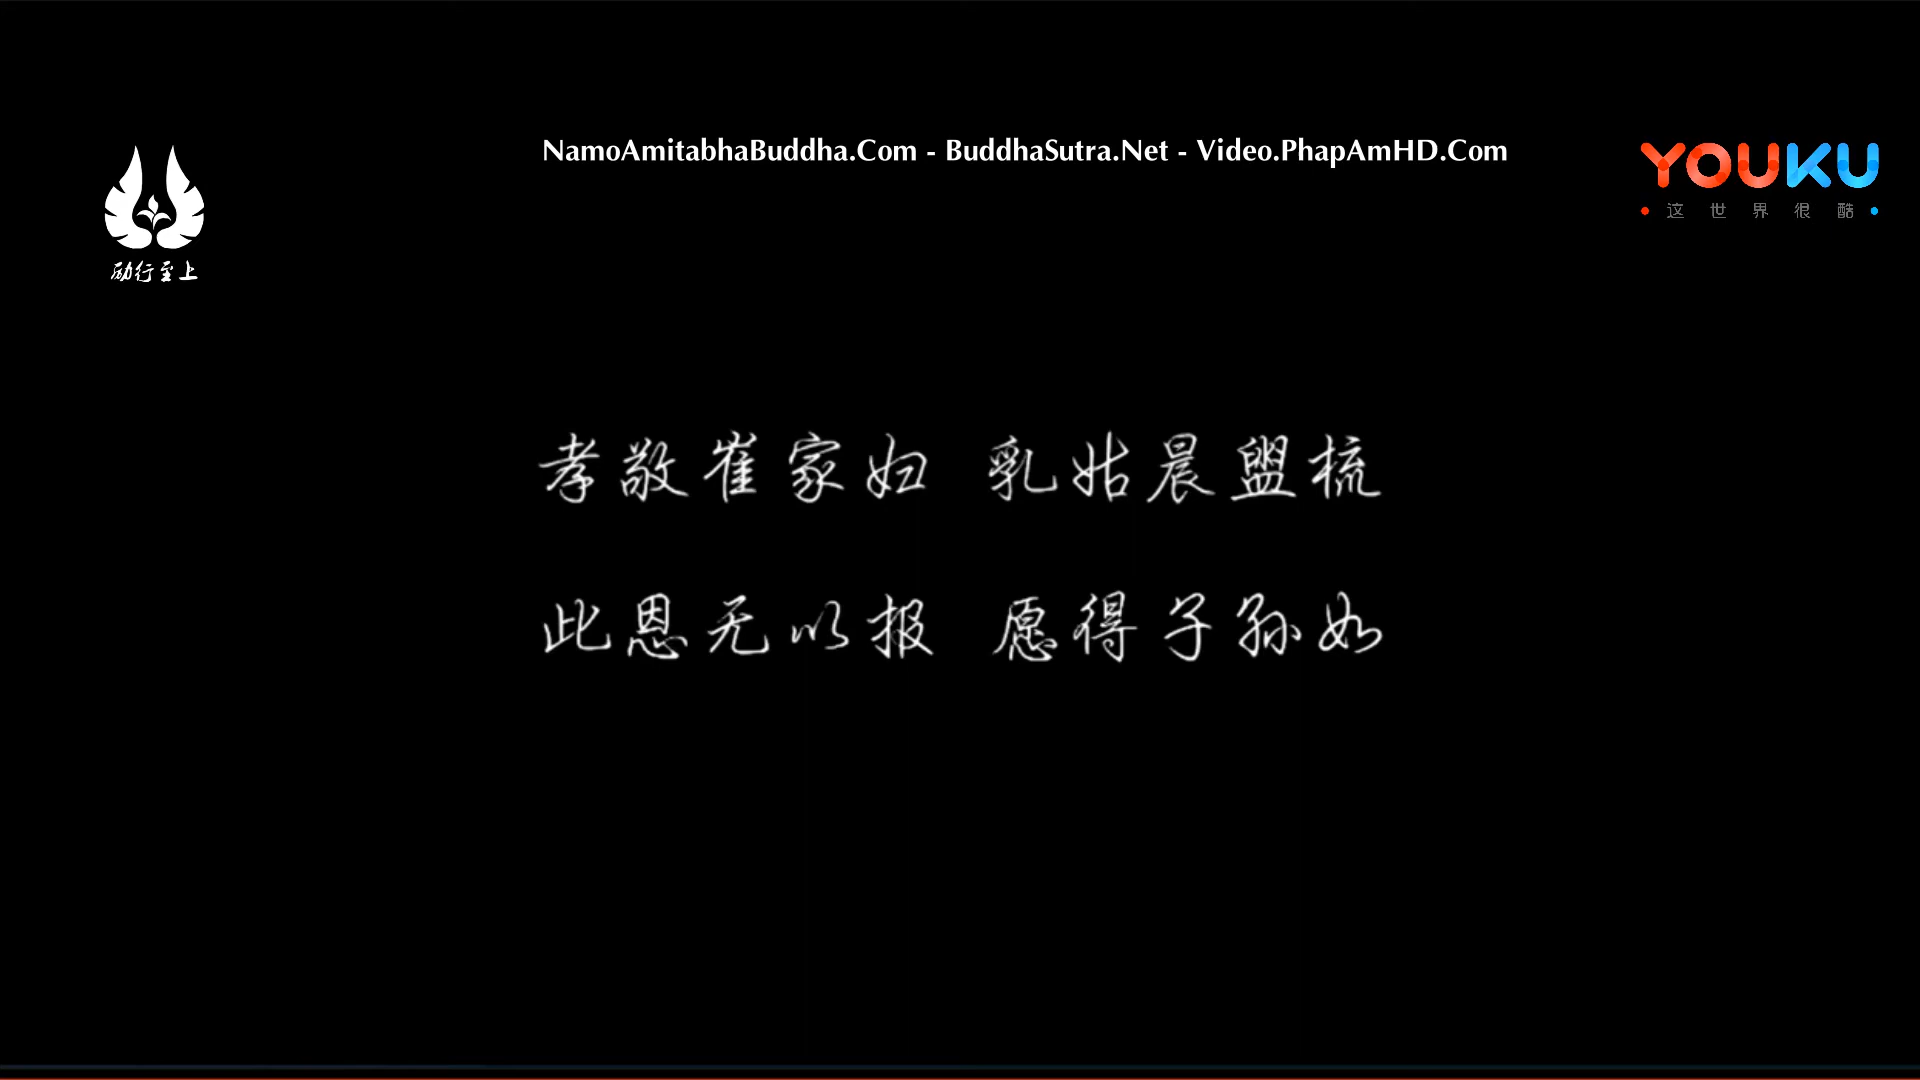 NamoAmitabhaBuddha.Com - BuddhaSutra.Net - Video.PhapAmHD.Com
YOUKU
这世界很酷
励行至上
孝敬崔家妇 乳姑晨盥梳
此恩无以报 愿得子孙如